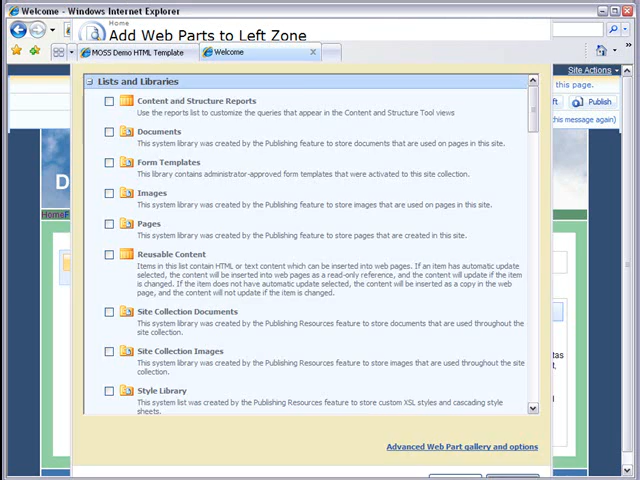 Welcome - Windows Internet Explorer
Home
Add Web Parts to Left Zone
MOSS Demo HTML Template
Welcome
Site Actions
this page.
Publish
this message again)
Home
Lists and Libraries
Content and Structure Reports
Use the reports list to customize the queries that appear in the Content and Structure Tool views
Documents
This system library was created by the Publishing feature to store documents that are used on pages in this site.
Form Templates
This library contains administrator-approved form templates that were activated to this site collection.
Images
This system library was created by the Publishing feature to store images that are used on pages in this site.
Pages
This system library was created by the Publishing feature to store pages that are created in this site.
Reusable Content
Items in this list contain HTML or text content which can be inserted into web pages. If an item has automatic update
selected, the content will be inserted into web pages as a read-only reference, and the content will update if the item
is changed. If the item does not have automatic update selected, the content will be inserted as a copy in the web
page, and the content will not update if the item is changed.
Site Collection Documents
This system library was created by the Publishing Resources feature to store documents that are used throughout the
site collection.
Site Collection Images
This system library was created by the Publishing Resources feature to store images that are used throughout the site
collection.
Style Library
This system list was created by the Publishing Resources feature to store custom XSL styles and cascading style
sheets.
Advanced Web Part gallery and options